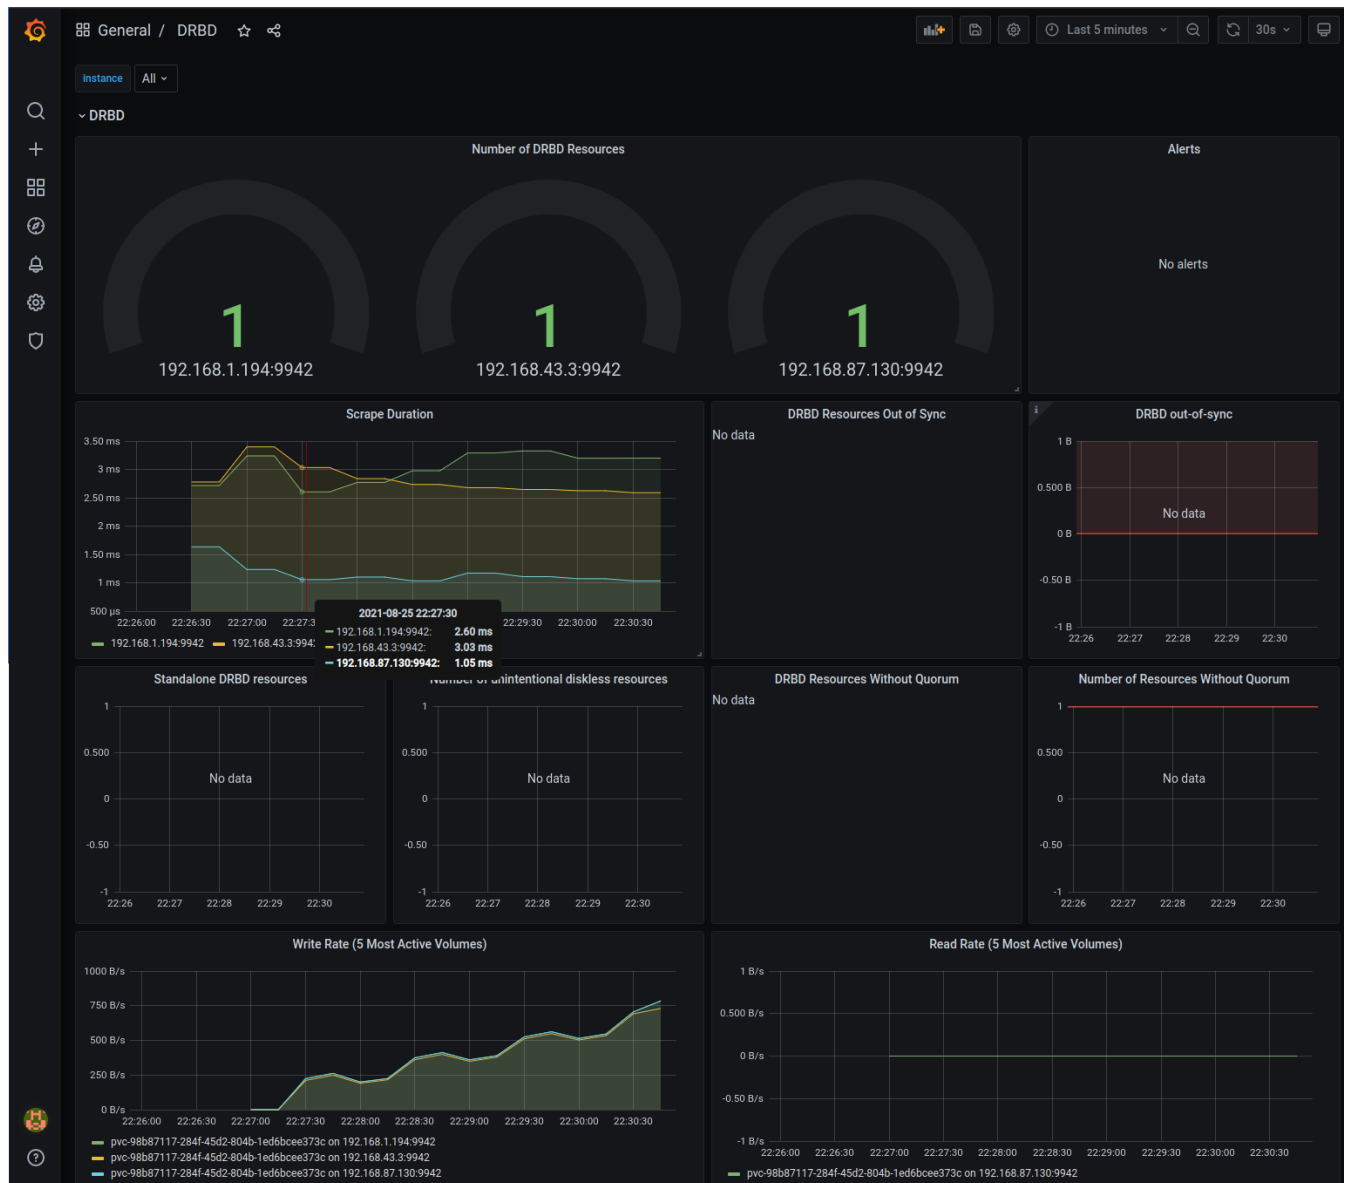 General / DRBD
Last 5 minutes
30s
Instance
All
DRBD
Number of DRBD Resources
1
192.168.1.194:9942
1
192.168.43.3:9942
1
192.168.87.130:9942
Alerts
No alerts
Scrape Duration
3.50 ms
3 ms
2.50 ms
2 ms
1.50 ms
1 ms
500 µs
22:26:00 22:26:30 22:27:00 22:27:3 22:29:30 22:30:00 22:30:30
192.168.1.194:9942 192.168.43.3:994
2021-08-25 22:27:30
192.168.1.194:9942: 2.60 ms
192.168.43.3:9942: 3.03 ms
192.168.87.130:9942: 1.05 ms
DRBD Resources Out of Sync
No data
i
DRBD out-of-sync
1 B
0.500 B
0 B
-0.50 B
-1 B
No data
22:26 22:27 22:28 22:29 22:30
Standalone DRBD resources
1
0.500
0
-0.50
-1
No data
22:26 22:27 22:28 22:29 22:30
Number of unintentional diskless resources
1
0.500
0
-0.50
-1
No data
22:26 22:27 22:28 22:29 22:30
DRBD Resources Without Quorum
No data
Number of Resources Without Quorum
1
0.500
0
-0.50
-1
No data
22:26 22:27 22:28 22:29 22:30
Write Rate (5 Most Active Volumes)
1000 B/s
750 B/s
500 B/s
250 B/s
0 B/s
22:26:00 22:26:30 22:27:00 22:27:30 22:28:00 22:28:30 22:29:00 22:29:30 22:30:00 22:30:30
pvc-98b87117-284f-45d2-804b-1ed6bcee373c on 192.168.1.194:9942
pvc-98b87117-284f-45d2-804b-1ed6bcee373c on 192.168.43.3:9942
pvc-98b87117-284f-45d2-804b-1ed6bcee373c on 192.168.87.130:9942
Read Rate (5 Most Active Volumes)
1 B/s
0.500 B/s
0 B/s
-0.50 B/s
-1 B/s
22:26:00 22:26:30 22:27:00 22:27:30 22:28:00 22:28:30 22:29:00 22:29:30 22:30:00 22:30:30
pvc-98b87117-284f-45d2-804b-1ed6bcee373c on 192.168.87.130:9942